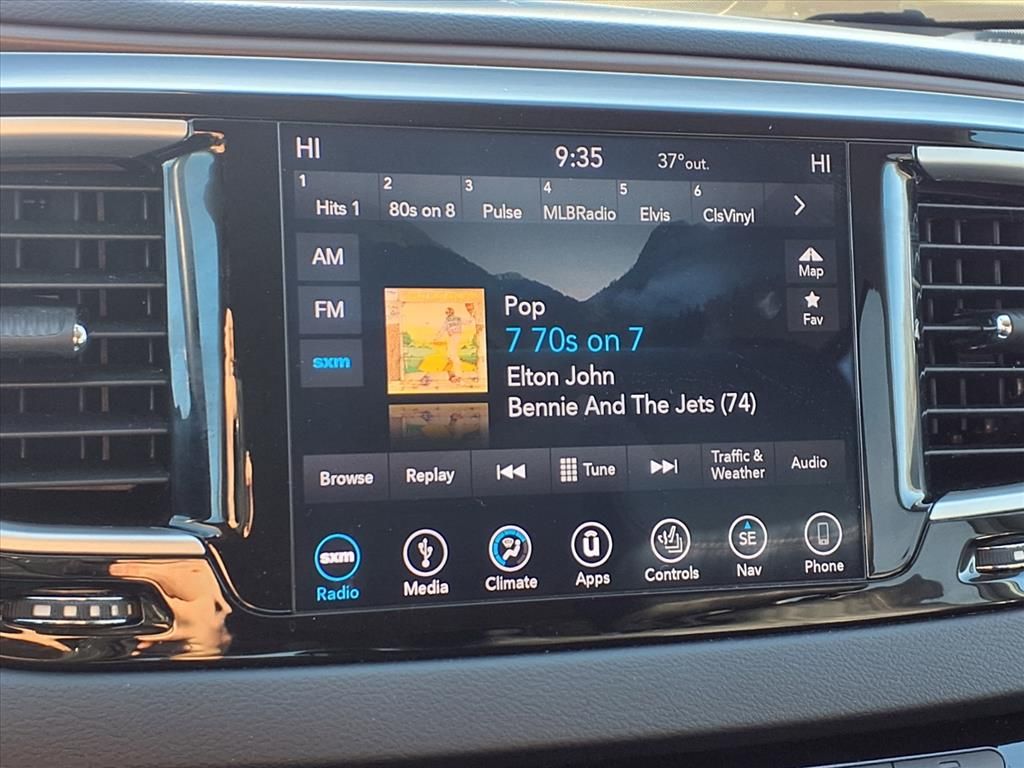 HI 9:35 37°out. HI
1 Hits 1 2 80s on 8 3 Pulse 4 MLBRadio 5 Elvis 6 ClsVinyl
AM
FM
sxm
Map
Fav
Pop
7 70s on 7
Elton John
Bennie And The Jets (74)
Browse Replay Tune Traffic &
Weather Audio
sxm SE
Radio Media Climate Apps Controls Nav Phone